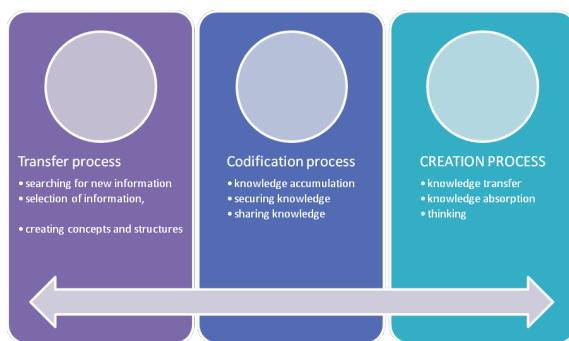 Transfer process
• searching for new information
• selection of information,
• creating concepts and structures
Codification process
• knowledge accumulation
• securing knowledge
• sharing knowledge
CREATION PROCESS
• knowledge transfer
• knowledge absorption
• thinking